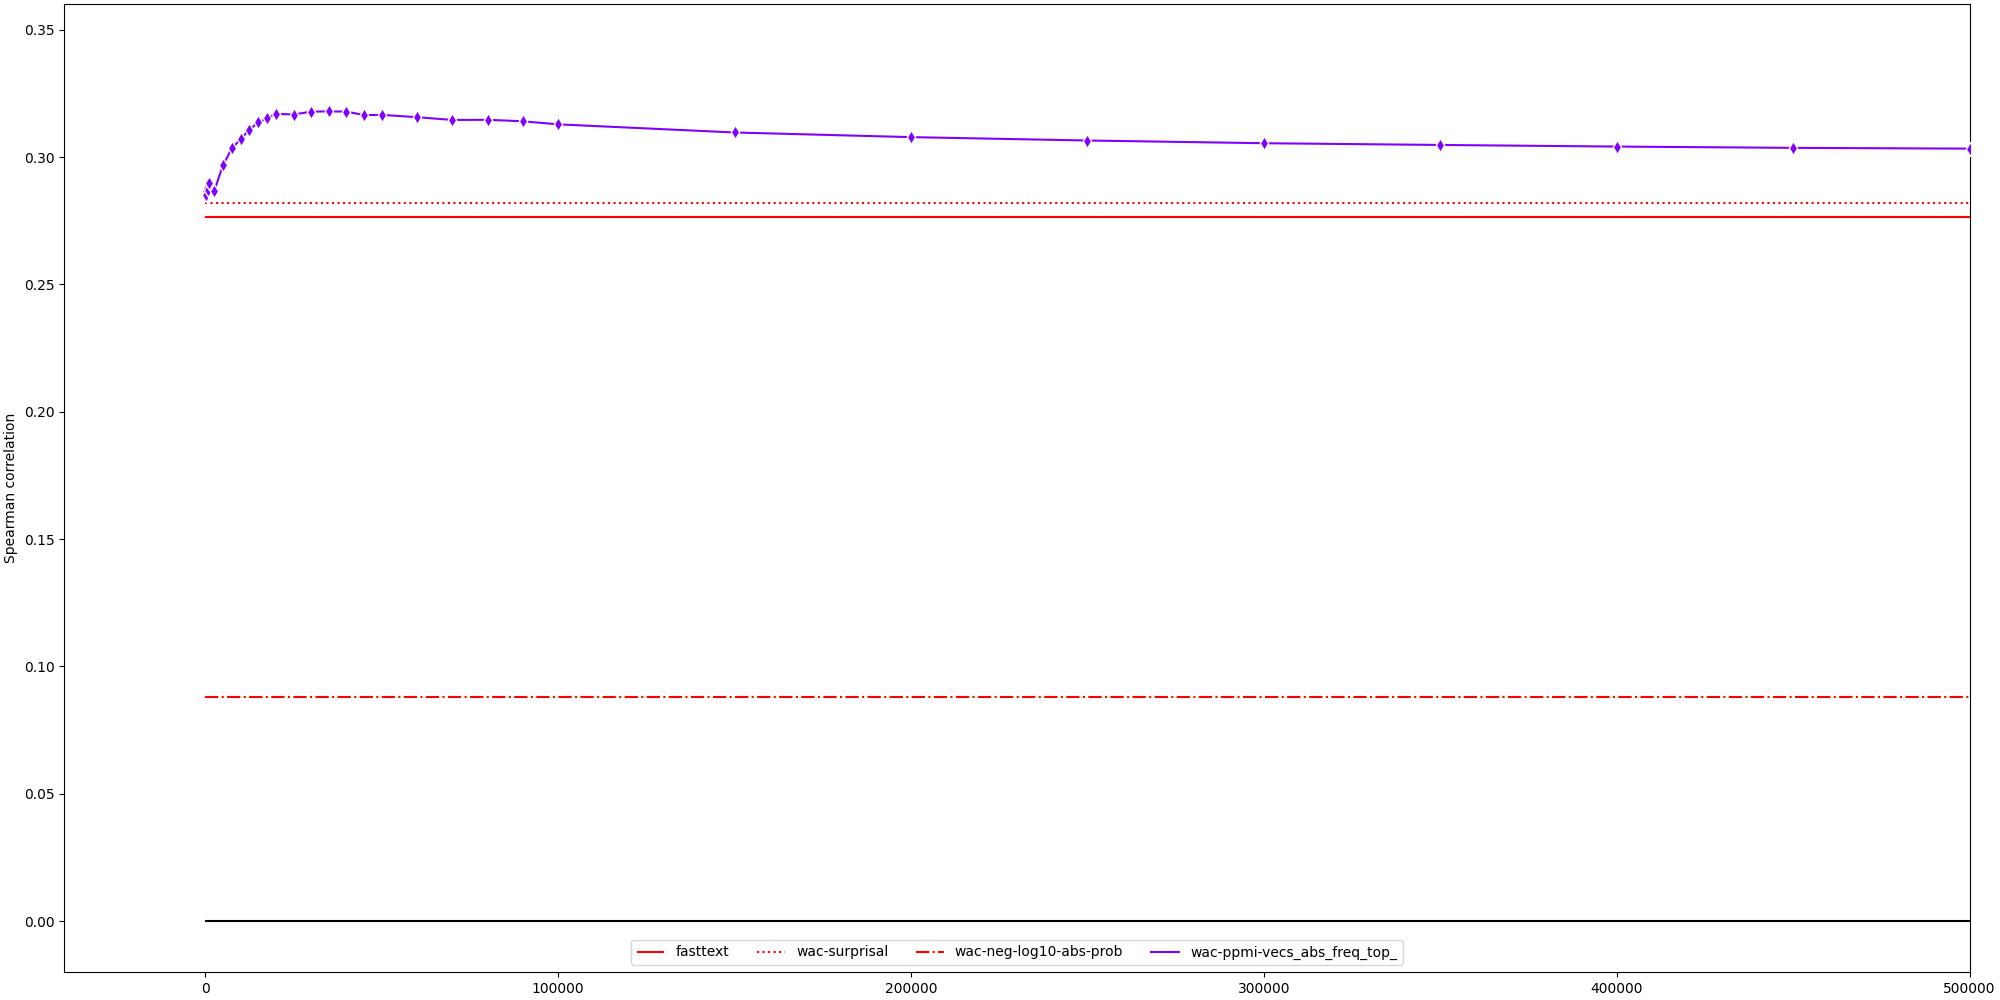 0.35
0.30
0.25
0.20
0.15
0.10
0.05
0.00
Spearman correlation
fasttext wac-surprisal wac-neg-log10-abs-prob wac-ppmi-vecs_abs_freq_top_
0 100000 200000 300000 400000 500000